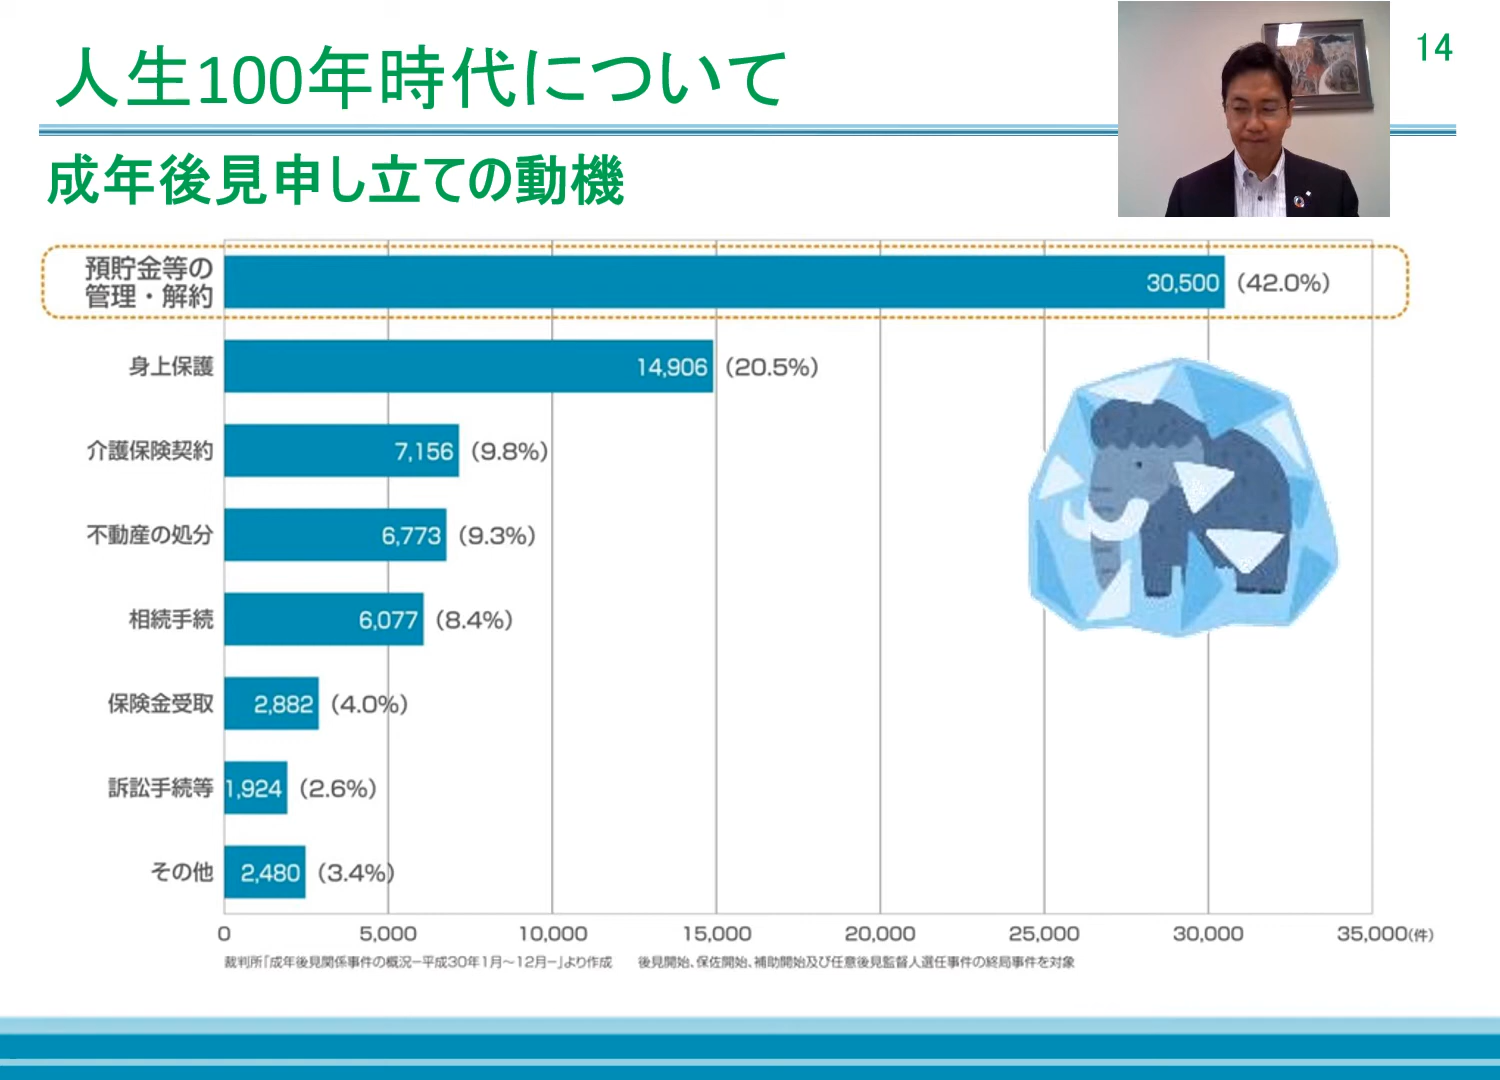 人生100年時代について
14
成年後見申し立ての動機
預貯金等の
管理・解約
30,500
(42.0%)
身上保護
14,906
(20.5%)
介護保険契約
7,156
(9.8%)
不動産の処分
6,773
(9.3%)
相続手続
6,077
(8.4%)
保険金受取
2,882
(4.0%)
訴訟手続等
1,924
(2.6%)
その他
2,480
(3.4%)
0 5,000 10,000 15,000 20,000 25,000 30,000 35,000(件)
裁判所「成年後見関係事件の概況－平成30年1月〜12月－」より作成 後見開始、保佐開始、補助開始及び任意後見監督人選任事件の終局事件を対象